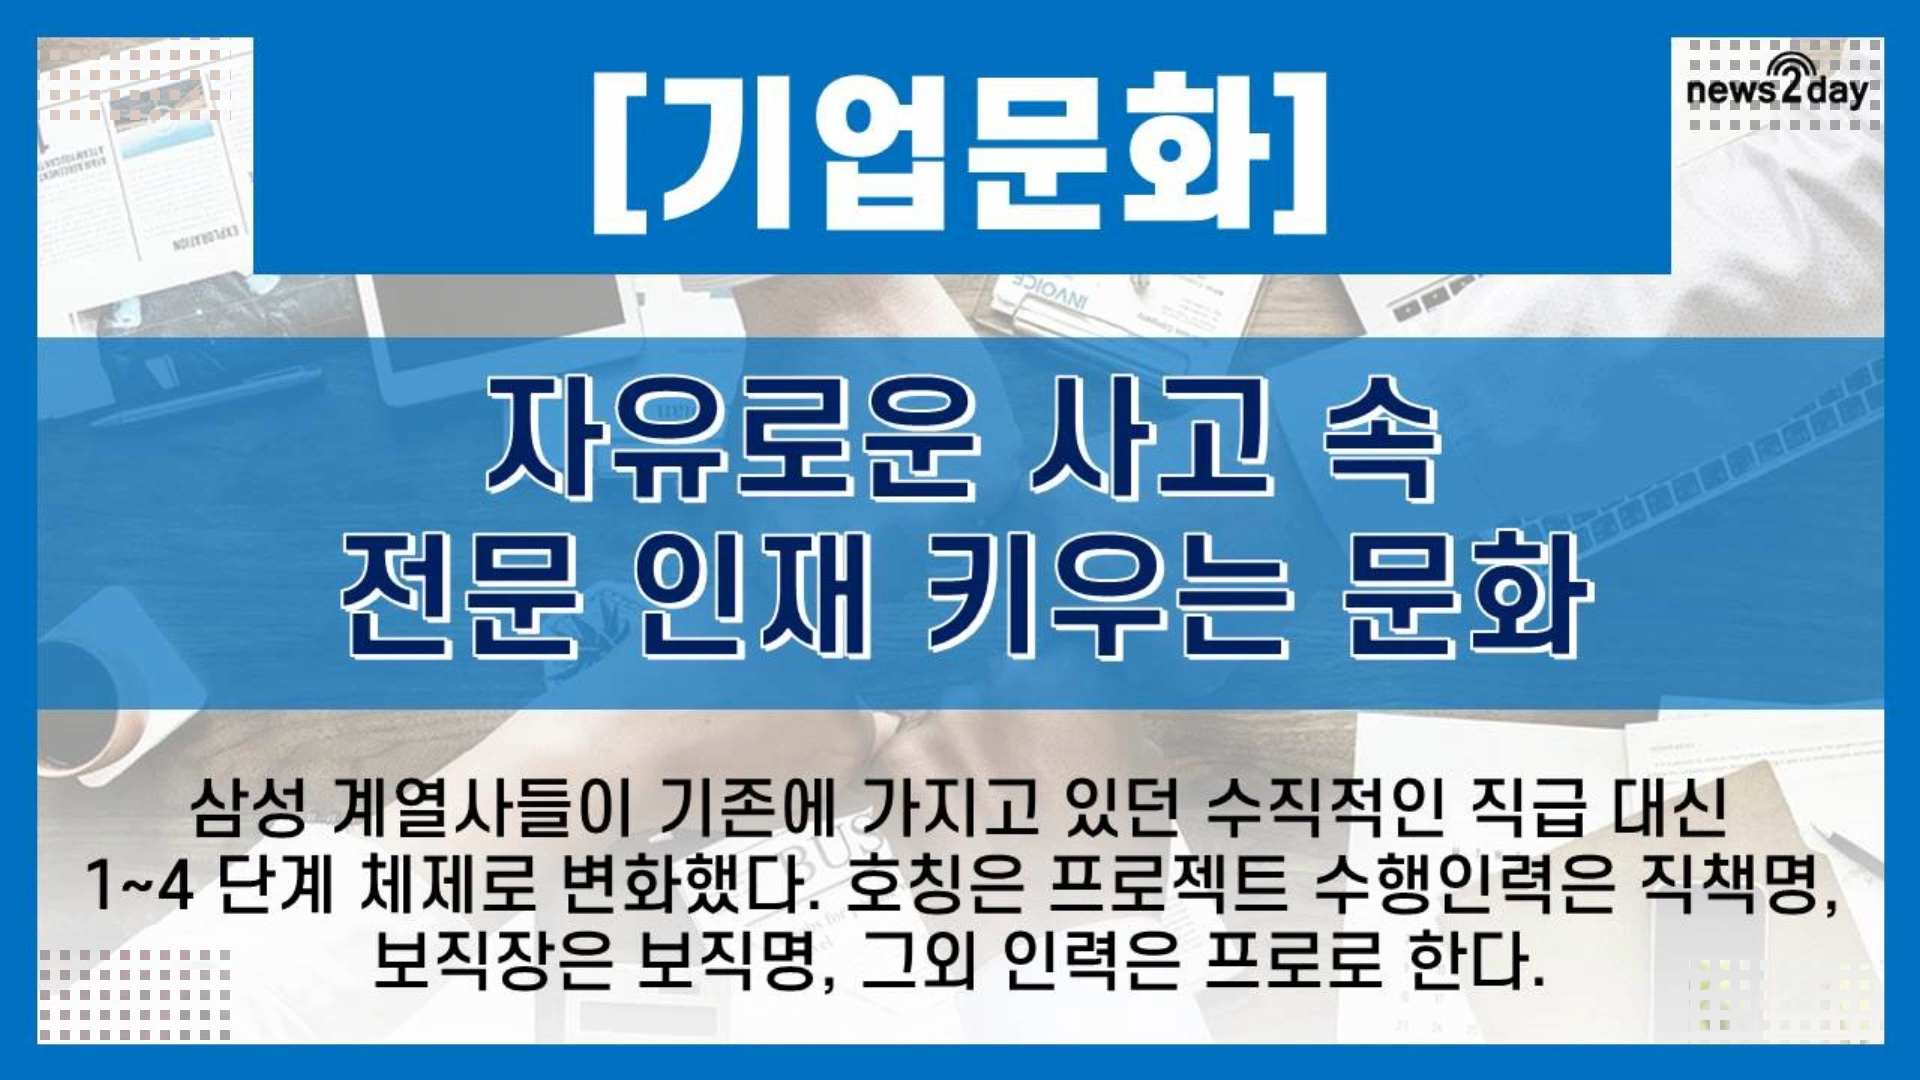 [기업문화]
news2day
EXPLORATION
INVOICE
자유로운 사고 속
전문 인재 키우는 문화
삼성 계열사들이 기존에 가지고 있던 수직적인 직급 대신
1~4 단계 체제로 변화했다. 호칭은 프로젝트 수행인력은 직책명,
보직장은 보직명, 그외 인력은 프로로 한다.
BUS